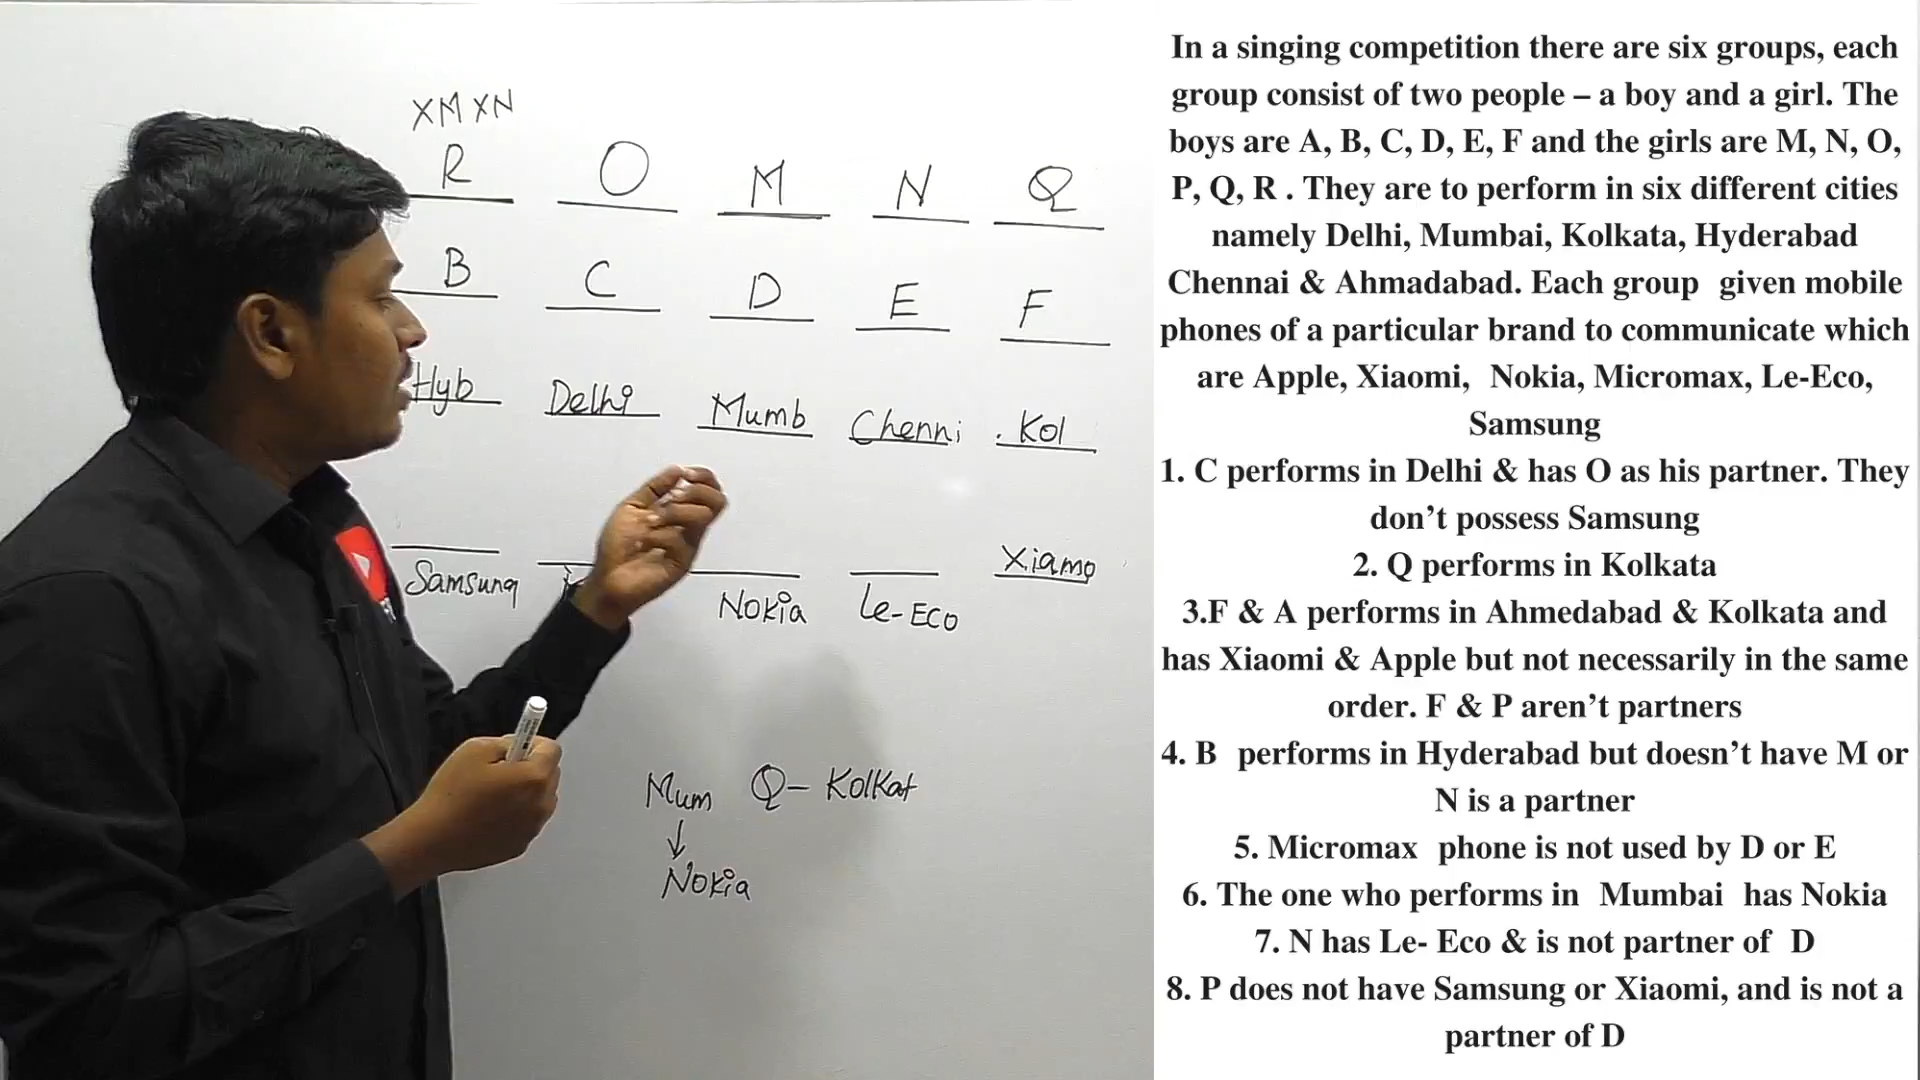 XM XN
R O M N Q
B C D E F
Hyb Delhi Mumb Chenni . Kol
Xiamo
Samsung Nokia Le-Eco
Mum Q- Kolkat
↓
Nokia
In a singing competition there are six groups, each
group consist of two people – a boy and a girl. The
boys are A, B, C, D, E, F and the girls are M, N, O,
P, Q, R . They are to perform in six different cities
namely Delhi, Mumbai, Kolkata, Hyderabad
Chennai & Ahmadabad. Each group given mobile
phones of a particular brand to communicate which
are Apple, Xiaomi, Nokia, Micromax, Le-Eco,
Samsung
1. C performs in Delhi & has O as his partner. They
don’t possess Samsung
2. Q performs in Kolkata
3.F & A performs in Ahmedabad & Kolkata and
has Xiaomi & Apple but not necessarily in the same
order. F & P aren’t partners
4. B performs in Hyderabad but doesn’t have M or
N is a partner
5. Micromax phone is not used by D or E
6. The one who performs in Mumbai has Nokia
7. N has Le- Eco & is not partner of D
8. P does not have Samsung or Xiaomi, and is not a
partner of D